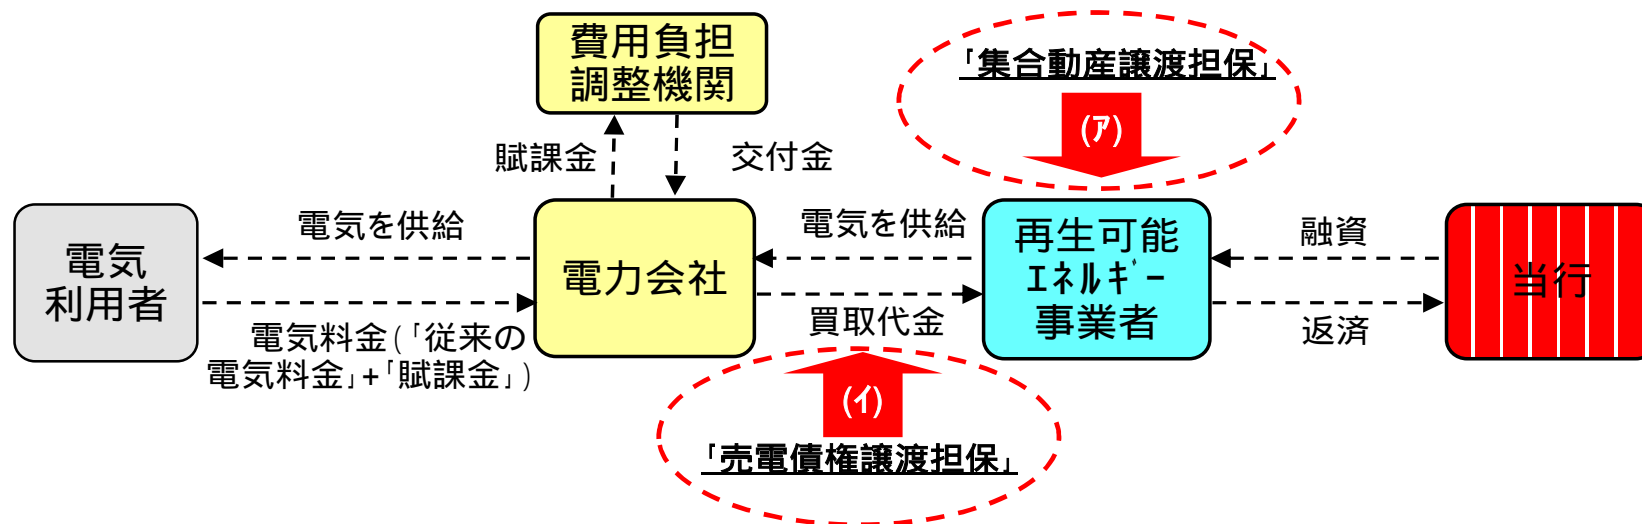 費用負担
調整機関
「集合動産譲渡担保」
(ｱ)
賦課金
交付金
電気
利用者
電気を供給
電気料金(「従来の
電気料金」+「賦課金」)
電力会社
電気を供給
買取代金
再生可能
ｴﾈﾙｷﾞｰ
事業者
融資
返済
当行
(ｲ)
「売電債権譲渡担保」